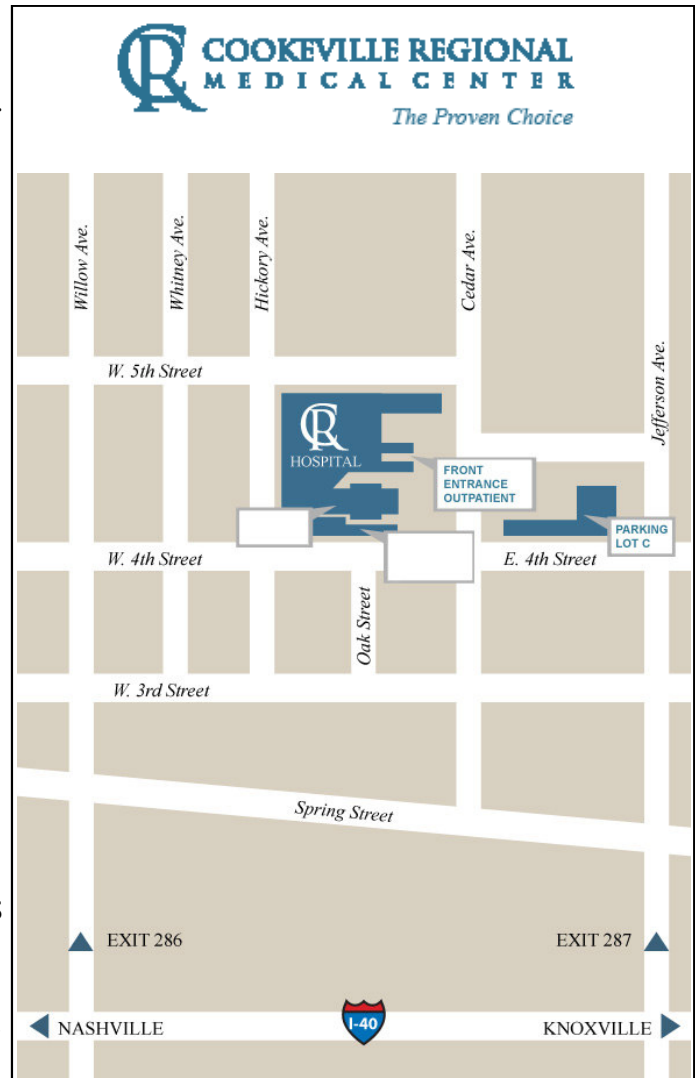 CR COOKEVILLE REGIONAL
MEDICAL CENTER
The Proven Choice
Willow Ave.
Whitney Ave.
Hickory Ave.
Cedar Ave.
Jefferson Ave.
W. 5th Street
CR
HOSPITAL
FRONT
ENTRANCE
OUTPATIENT
PARKING
LOT C
W. 4th Street
E. 4th Street
Oak Street
W. 3rd Street
Spring Street
EXIT 286
EXIT 287
NASHVILLE
I-40
KNOXVILLE